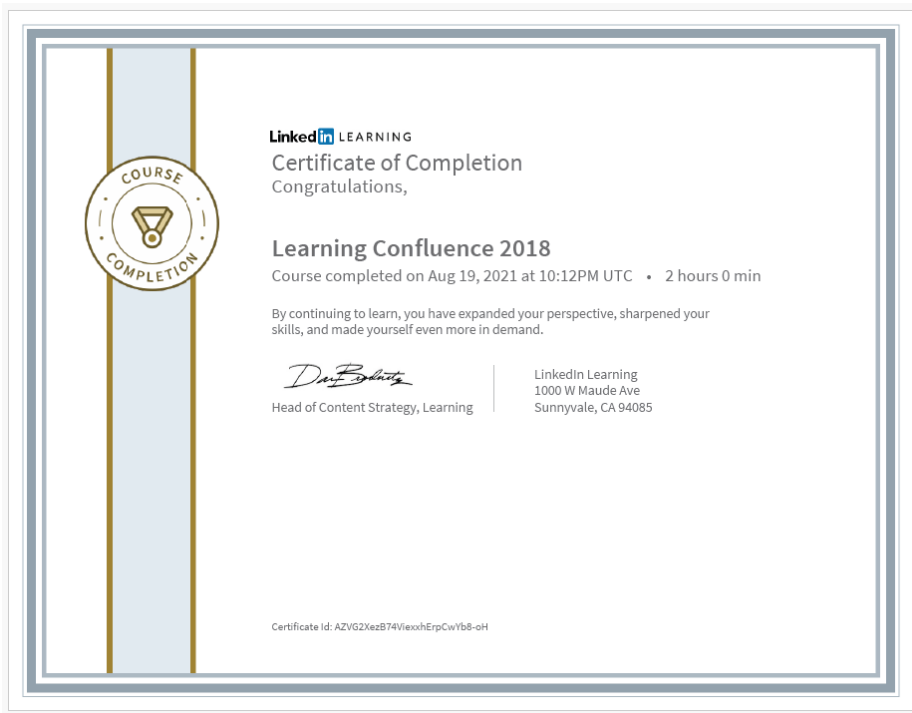 LinkedIn LEARNING
Certificate of Completion
Congratulations,
COURSE
COMPLETION
Learning Confluence 2018
Course completed on Aug 19, 2021 at 10:12PM UTC • 2 hours 0 min
By continuing to learn, you have expanded your perspective, sharpened your
skills, and made yourself even more in demand.
Head of Content Strategy, Learning
LinkedIn Learning
1000 W Maude Ave
Sunnyvale, CA 94085
Certificate Id: AZVG2XezB74ViexxhErpCwYb8-oH